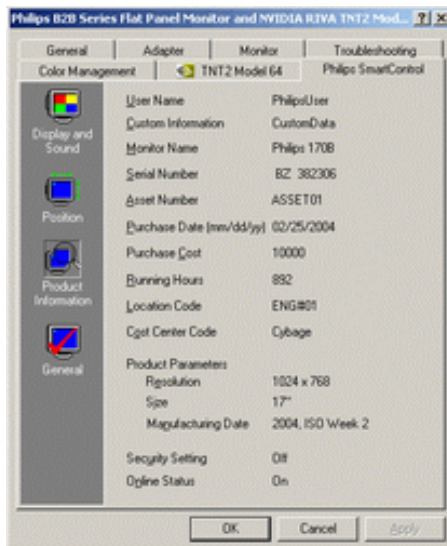 Philips B2B Series Flat Panel Monitor and NVIDIA RIVA TNT2 Mod... ? X
General Adapter Monitor Troubleshooting
Color Management TNT2 Model 64 Philips SmartControl
Display and Sound
Position
Product Information
General
User Name PhilipsUser
Custom Information CustomData
Monitor Name Philips 170B
Serial Number BZ 382306
Asset Number ASSET01
Purchase Date (mm/dd/yy) 02/25/2004
Purchase Cost 10000
Running Hours 892
Location Code ENG#01
Cost Center Code Cybage
Product Parameters
Resolution 1024 x 768
Size 17"
Manufacturing Date 2004, ISO Week 2
Security Setting Off
Online Status On
OK Cancel Apply